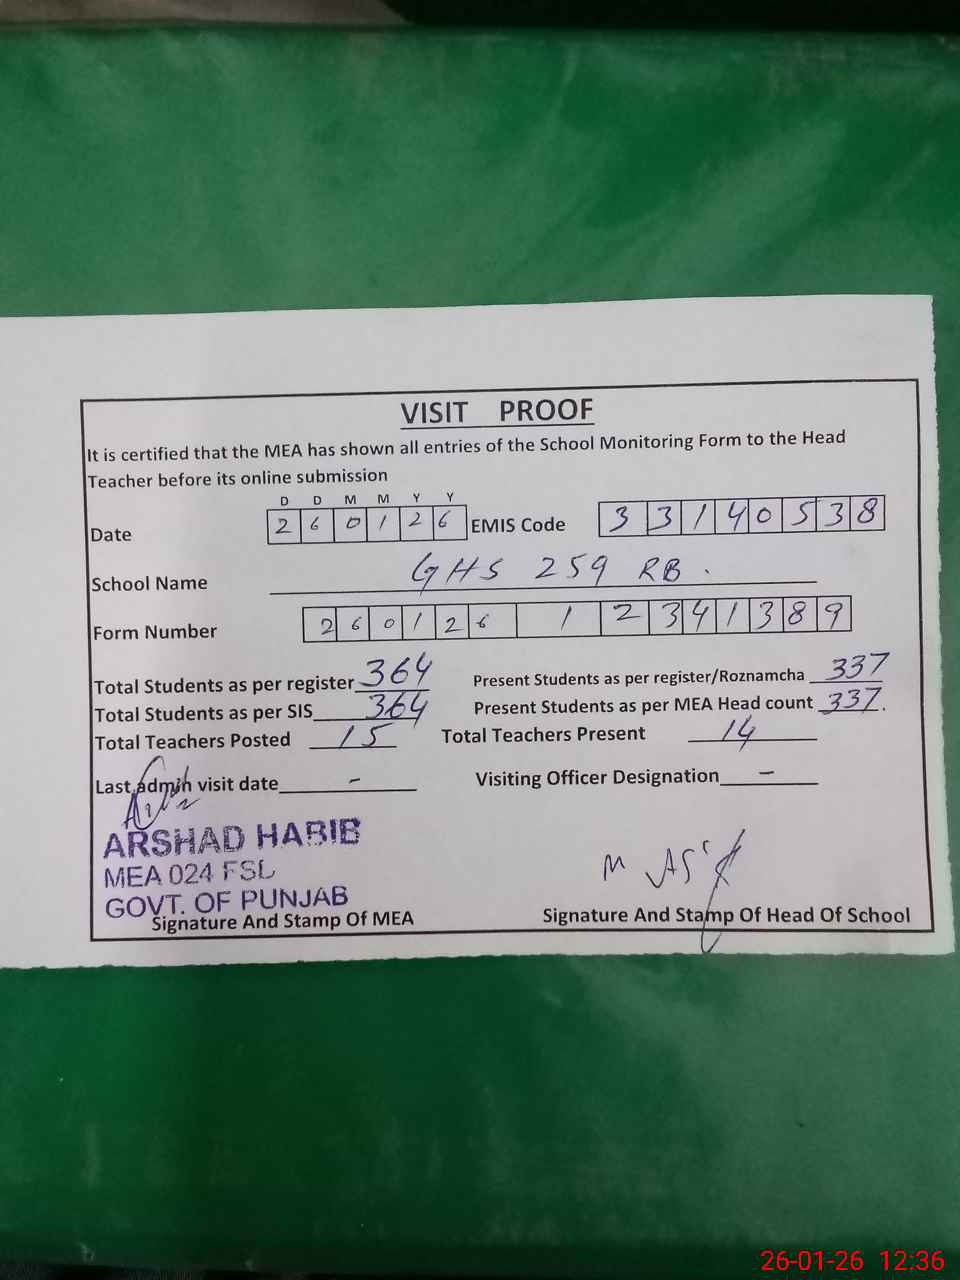 VISIT PROOF
It is certified that the MEA has shown all entries of the School Monitoring Form to the Head
Teacher before its online submission
D D M M Y Y
Date 2 6 0 1 2 6 EMIS Code 3 3 1 4 0 5 3 8
School Name GHS 259 RB.
Form Number 2 6 0 1 2 6 1 2 3 4 1 3 8 9
Total Students as per register 364 Present Students as per register/Roznamcha 337
Total Students as per SIS 364 Present Students as per MEA Head count 337.
Total Teachers Posted 15 Total Teachers Present 14
Last admin visit date - Visiting Officer Designation -
ARSHAD HABIB
MEA 024 FSL
GOVT. OF PUNJAB
M Asif
Signature And Stamp Of MEA Signature And Stamp Of Head Of School
26-01-26 12:36